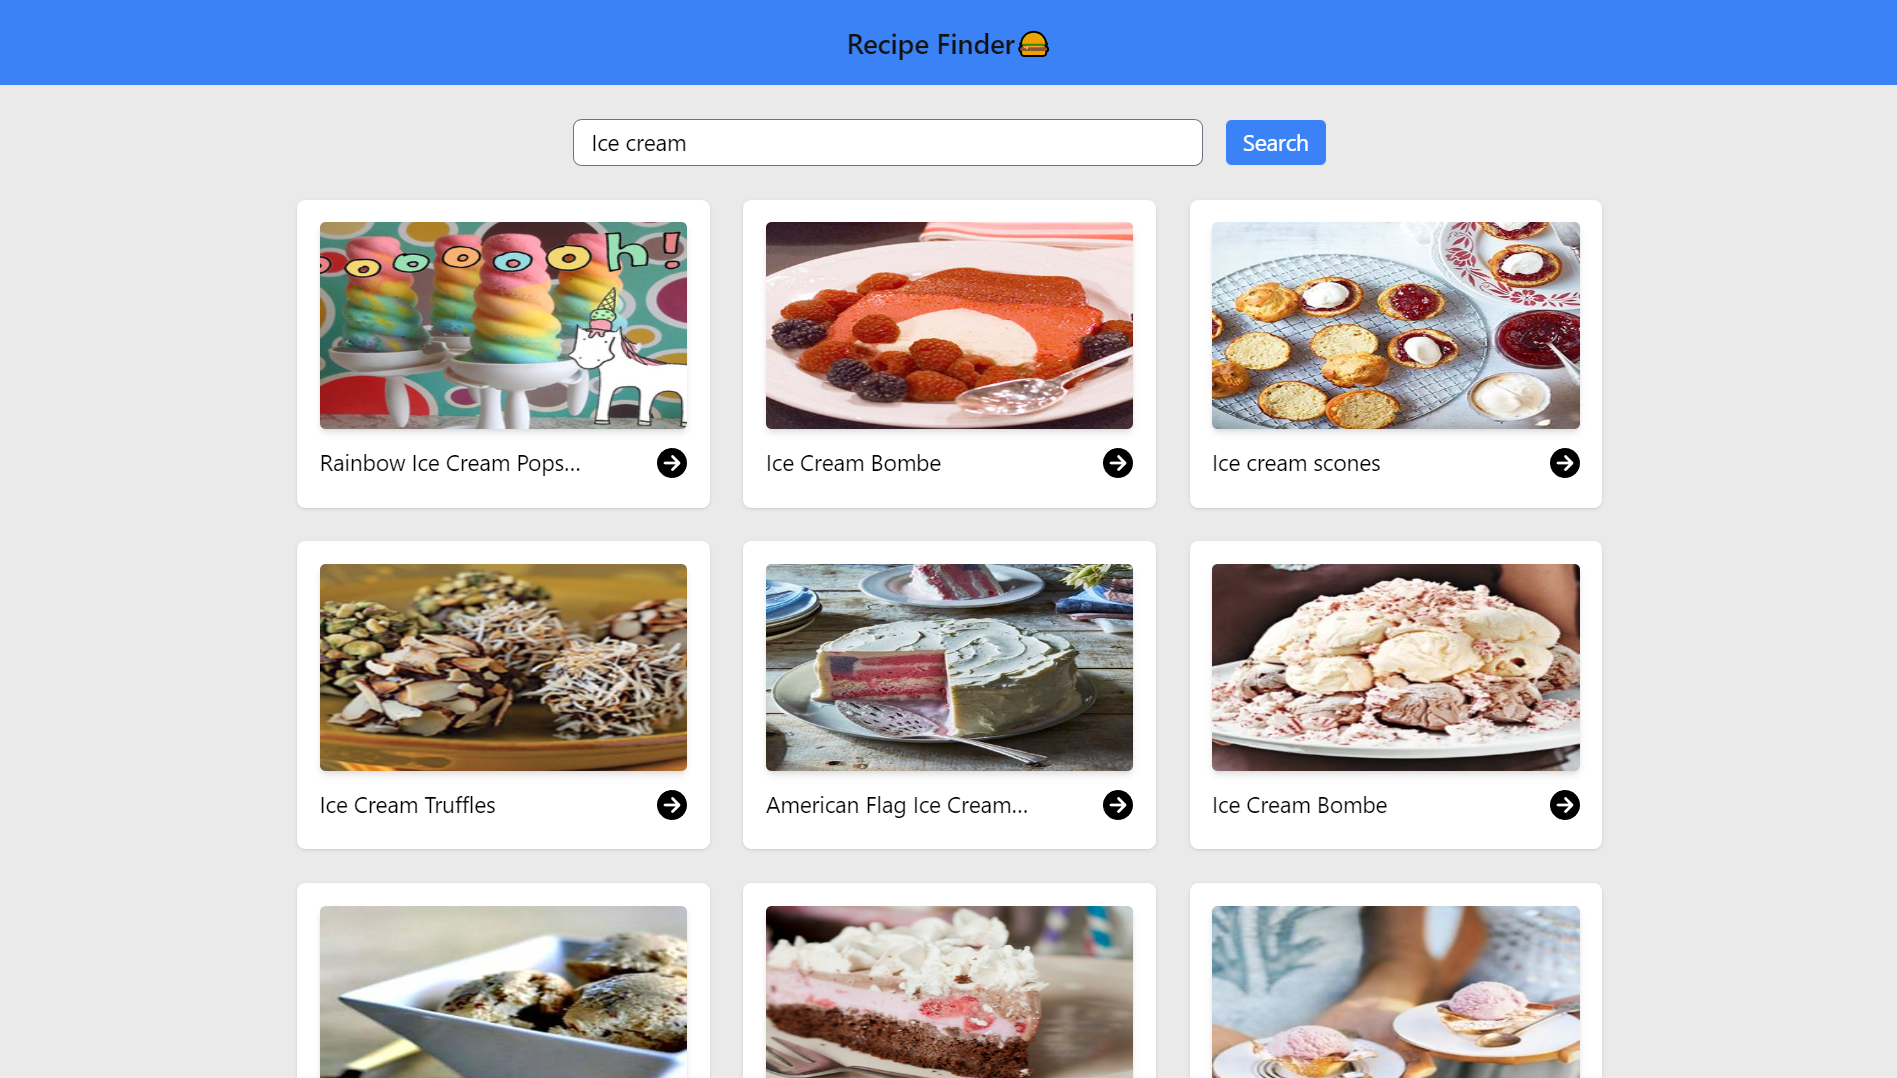 Recipe Finder
Ice cream
Search
ooooooh!
Rainbow Ice Cream Pops...
Ice Cream Bombe
Ice cream scones
Ice Cream Truffles
American Flag Ice Cream...
Ice Cream Bombe